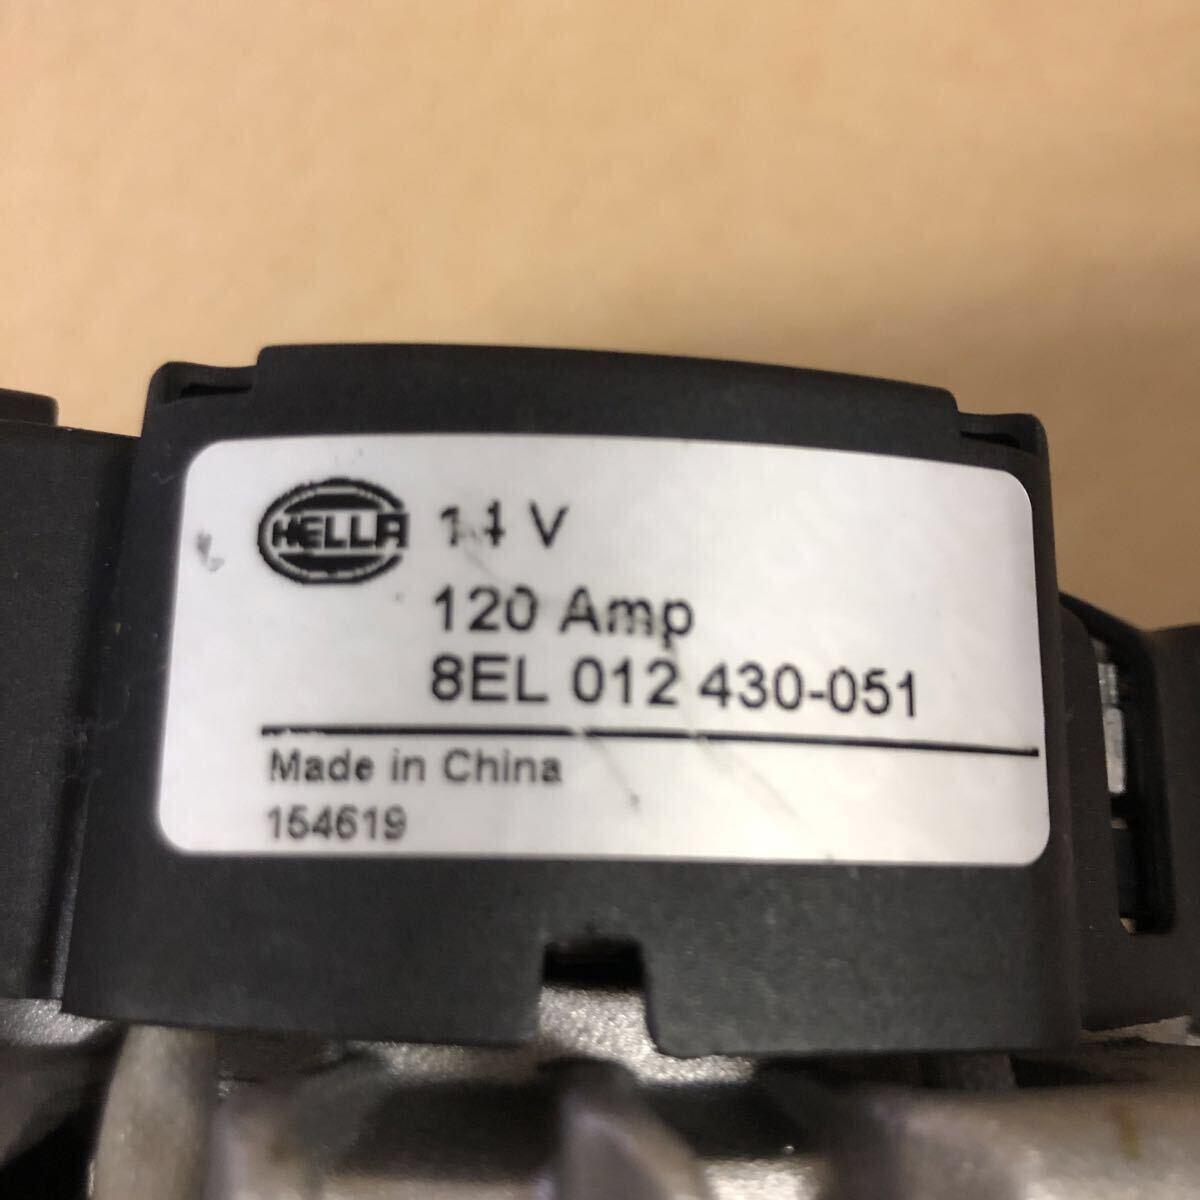 HELLA 14 V
120 Amp
8EL 012 430-051
Made in China
154619